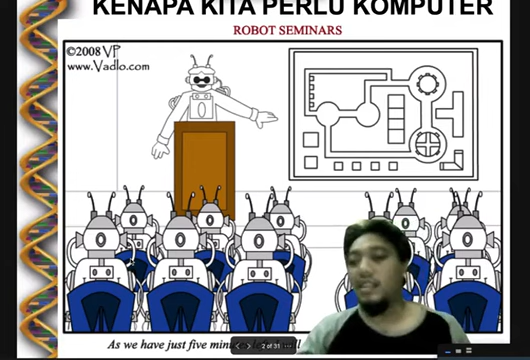 KENAPA KITA PERLU KOMPUTER
ROBOT SEMINARS
©2008 VP
www.Vadlo.com
As we have just five
2 of 31